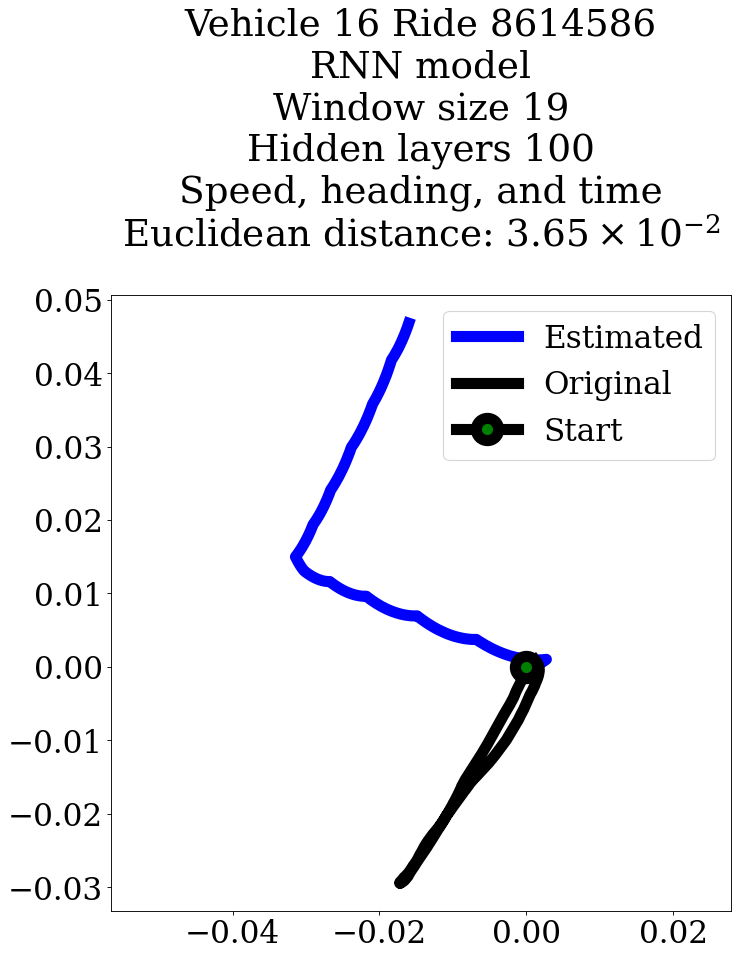 Vehicle 16 Ride 8614586
RNN model
Window size 19
Hidden layers 100
Speed, heading, and time
Euclidean distance: 3.65 × 10⁻²
0.05
0.04
0.03
0.02
0.01
0.00
−0.01
−0.02
−0.03
Estimated
Original
Start
−0.04
−0.02
0.00
0.02